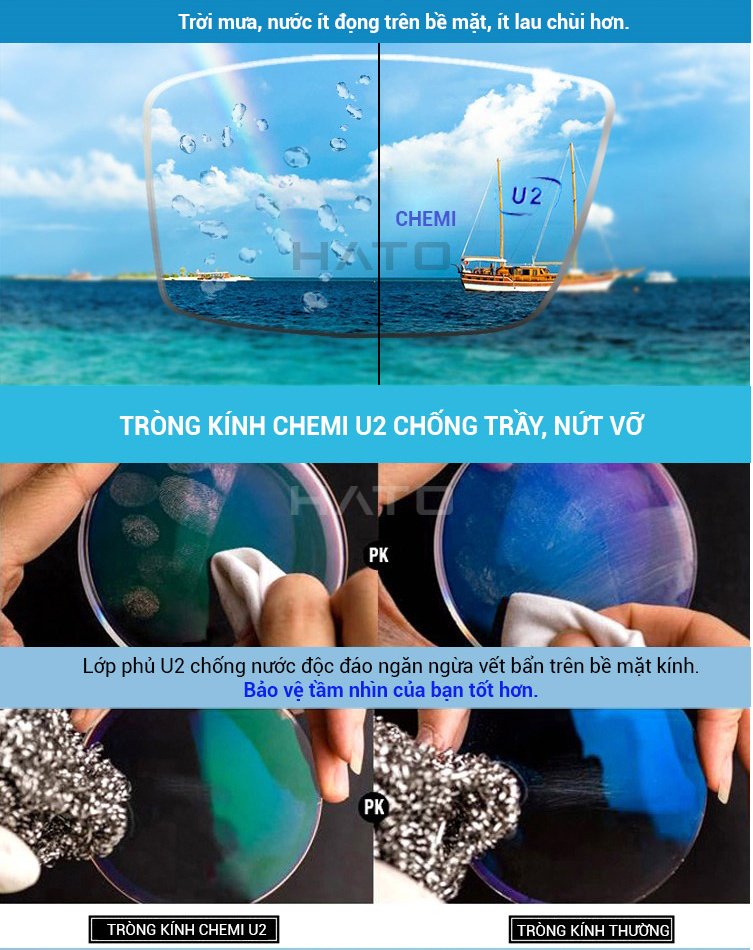 Trời mưa, nước ít đọng trên bề mặt, ít lau chùi hơn.
U2
CHEMI
HATO
TRÒNG KÍNH CHEMI U2 CHỐNG TRẦY, NỨT VỠ
HATO
PK
Lớp phủ U2 chống nước độc đáo ngăn ngừa vết bẩn trên bề mặt kính.
Bảo vệ tầm nhìn của bạn tốt hơn.
PK
TRÒNG KÍNH CHEMI U2
TRÒNG KÍNH THƯỜNG